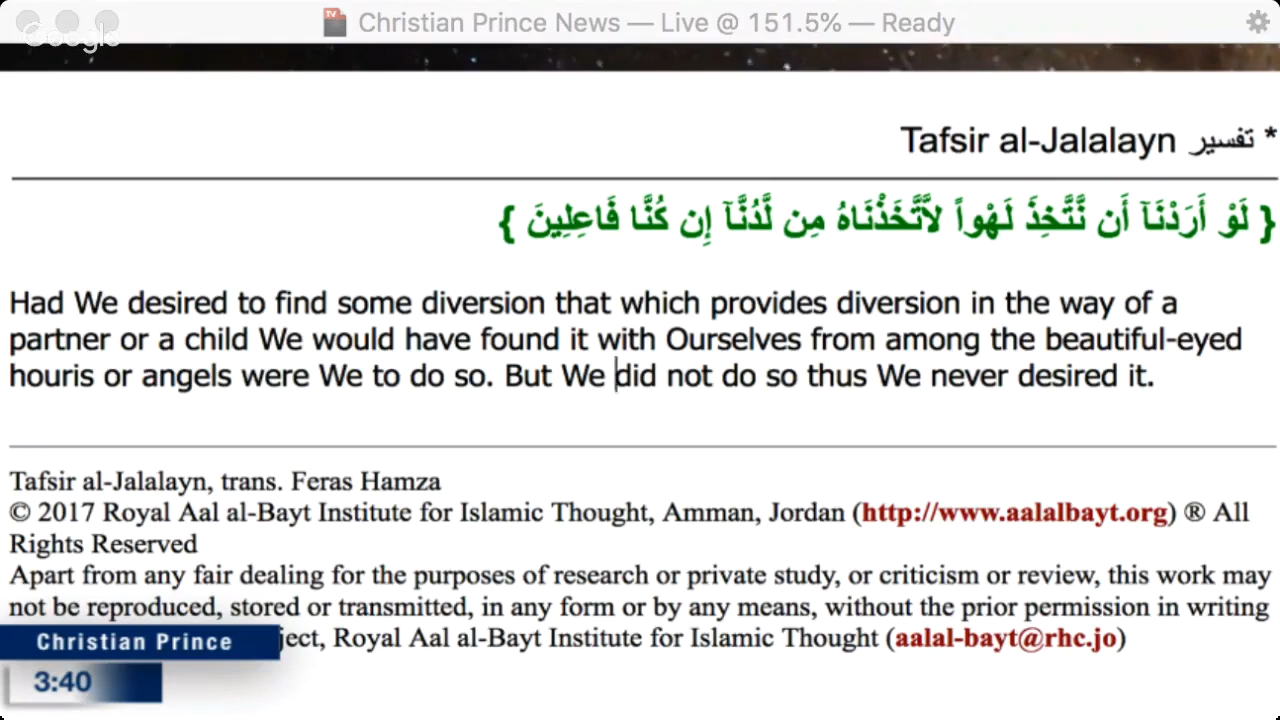 TV Christian Prince News — Live @ 151.5% — Ready
Google
* تفسير Tafsir al-Jalalayn
{ لَوْ أَرَدْنَآ أَن نَّتَّخِذَ لَهْواً لاَّتَّخَذْنَاهُ مِن لَّدُنَّآ إِن كُنَّا فَاعِلِينَ }
Had We desired to find some diversion that which provides diversion in the way of a
partner or a child We would have found it with Ourselves from among the beautiful-eyed
houris or angels were We to do so. But We did not do so thus We never desired it.
Tafsir al-Jalalayn, trans. Feras Hamza
© 2017 Royal Aal al-Bayt Institute for Islamic Thought, Amman, Jordan (http://www.aalalbayt.org) ® All
Rights Reserved
Apart from any fair dealing for the purposes of research or private study, or criticism or review, this work may
not be reproduced, stored or transmitted, in any form or by any means, without the prior permission in writing
ject, Royal Aal al-Bayt Institute for Islamic Thought (aalal-bayt@rhc.jo)
Christian Prince
3:40